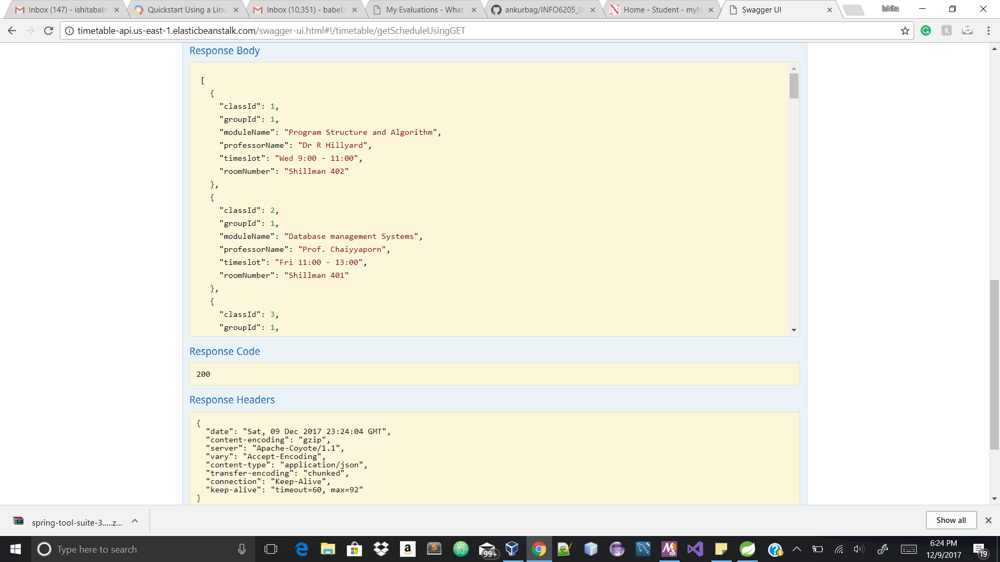 Inbox (147) - ishitababe
Quickstart Using a Linu
Inbox (10,351) - babel.i
My Evaluations - What
ankurbag/INFO6205_0
Home - Student - myN
Swagger UI
ishita
timetable-api.us-east-1.elasticbeanstalk.com/swagger-ui.html#!/timetable/getScheduleUsingGET
Response Body
[
{
"classId": 1,
"groupId": 1,
"moduleName": "Program Structure and Algorithm",
"professorName": "Dr R Hillyard",
"timeslot": "Wed 9:00 - 11:00",
"roomNumber": "Shillman 402"
},
{
"classId": 2,
"groupId": 1,
"moduleName": "Database management Systems",
"professorName": "Prof. Chaiyyaporn",
"timeslot": "Fri 11:00 - 13:00",
"roomNumber": "Shillman 401"
},
{
"classId": 3,
"groupId": 1,
Response Code
200
Response Headers
{
"date": "Sat, 09 Dec 2017 23:24:04 GMT",
"content-encoding": "gzip",
"server": "Apache-Coyote/1.1",
"vary": "Accept-Encoding",
"content-type": "application/json",
"transfer-encoding": "chunked",
"connection": "Keep-Alive",
"keep-alive": "timeout=60, max=92"
}
spring-tool-suite-3.....z...
Show all
Type here to search
99+
6:24 PM
12/9/2017
19